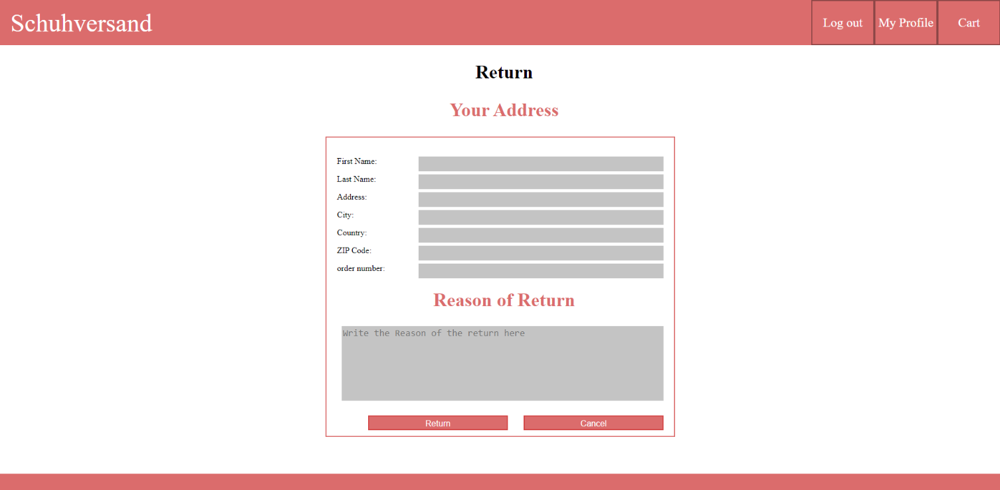 Schuhversand
Log out
My Profile
Cart
Return
Your Address
First Name:
Last Name:
Address:
City:
Country:
ZIP Code:
order number:
Reason of Return
Write the Reason of the return here
Return
Cancel